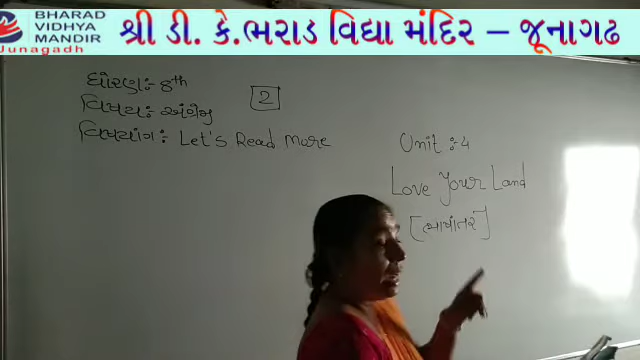 BHARAD
VIDHYA
MANDIR
Junagadh
શ્રી ડી. કે.ભરાડ વિદ્યા મંદિર – જૂનાગઢ
ધોરણ:- 8th
વિષય:- અંગ્રેજી
2
વિષયાંગ: Let's Read More
Unit :- 4
Love Your Land
[ભાષાંતર]